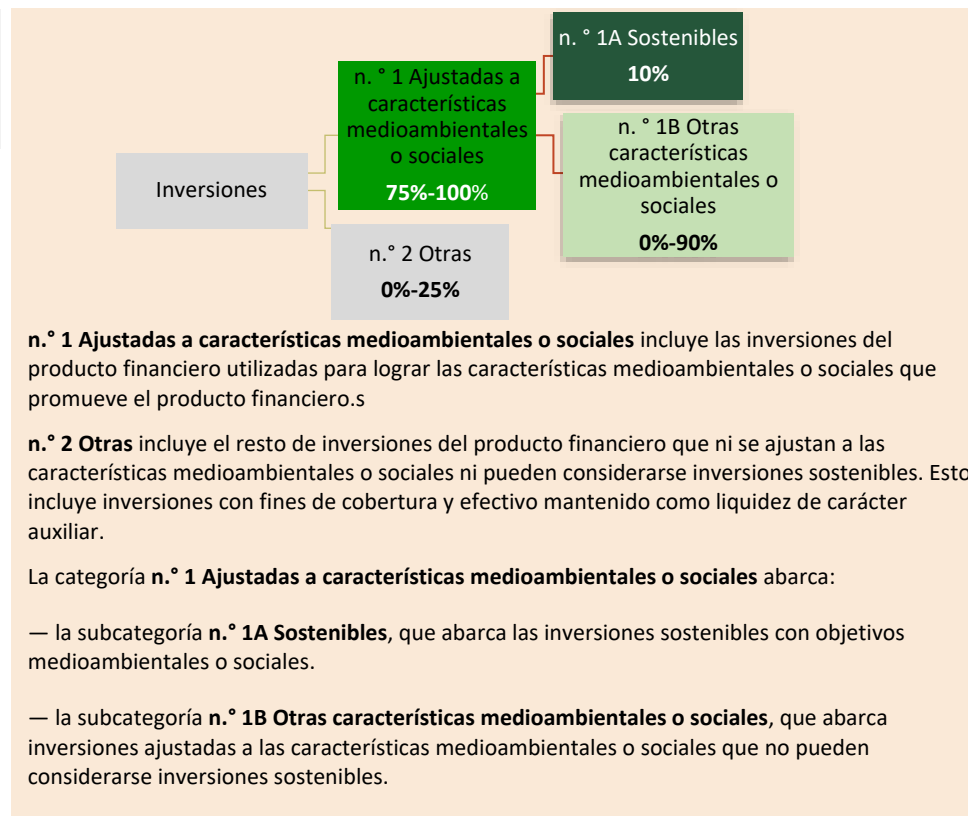 n. ° 1A Sostenibles
10%
n. ° 1 Ajustadas a
características
medioambientales
o sociales
75%-100%
n. ° 1B Otras
características
medioambientales o
sociales
0%-90%
Inversiones
n.° 2 Otras
0%-25%
n.° 1 Ajustadas a características medioambientales o sociales incluye las inversiones del
producto financiero utilizadas para lograr las características medioambientales o sociales que
promueve el producto financiero.s
n.° 2 Otras incluye el resto de inversiones del producto financiero que ni se ajustan a las
características medioambientales o sociales ni pueden considerarse inversiones sostenibles. Esto
incluye inversiones con fines de cobertura y efectivo mantenido como liquidez de carácter
auxiliar.
La categoría n.° 1 Ajustadas a características medioambientales o sociales abarca:
— la subcategoría n.° 1A Sostenibles, que abarca las inversiones sostenibles con objetivos
medioambientales o sociales.
— la subcategoría n.° 1B Otras características medioambientales o sociales, que abarca
inversiones ajustadas a las características medioambientales o sociales que no pueden
considerarse inversiones sostenibles.